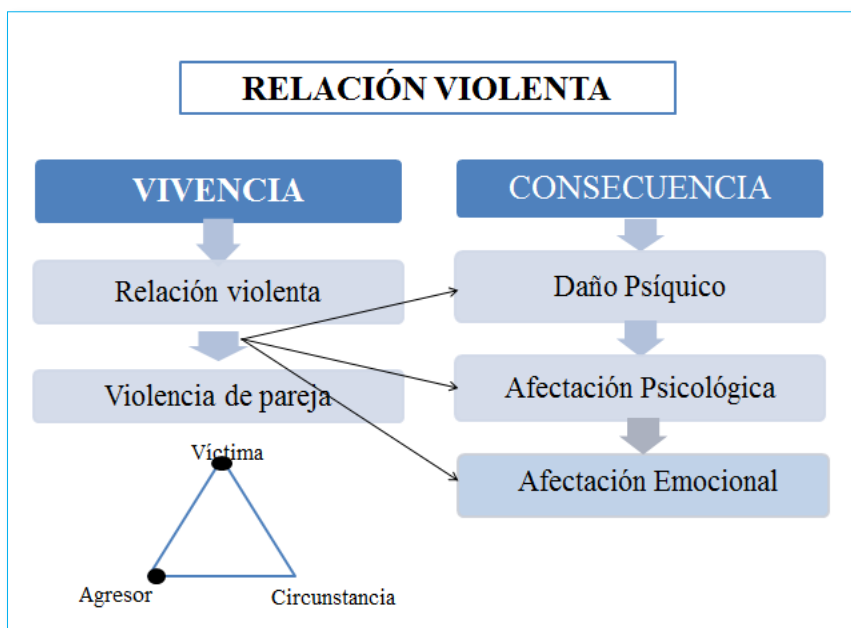 RELACIÓN VIOLENTA
VIVENCIA
Relación violenta
Violencia de pareja
Víctima
Agresor
Circunstancia
CONSECUENCIA
Daño Psíquico
Afectación Psicológica
Afectación Emocional